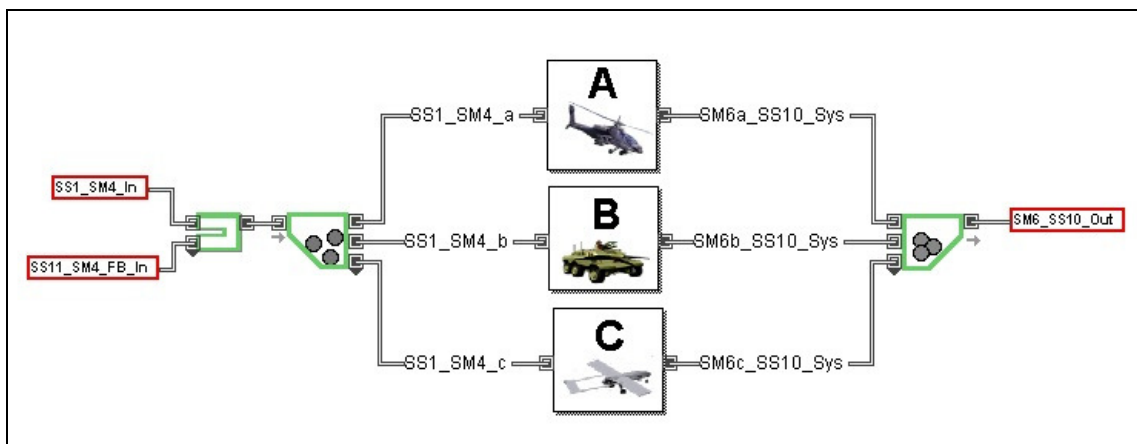 A
SS1_SM4_a
SM6a_SS10_Sys
SS1_SM4_In
SS11_SM4_FB_In
B
SS1_SM4_b
SM6b_SS10_Sys
SM6_SS10_Out
C
SS1_SM4_c
SM6c_SS10_Sys